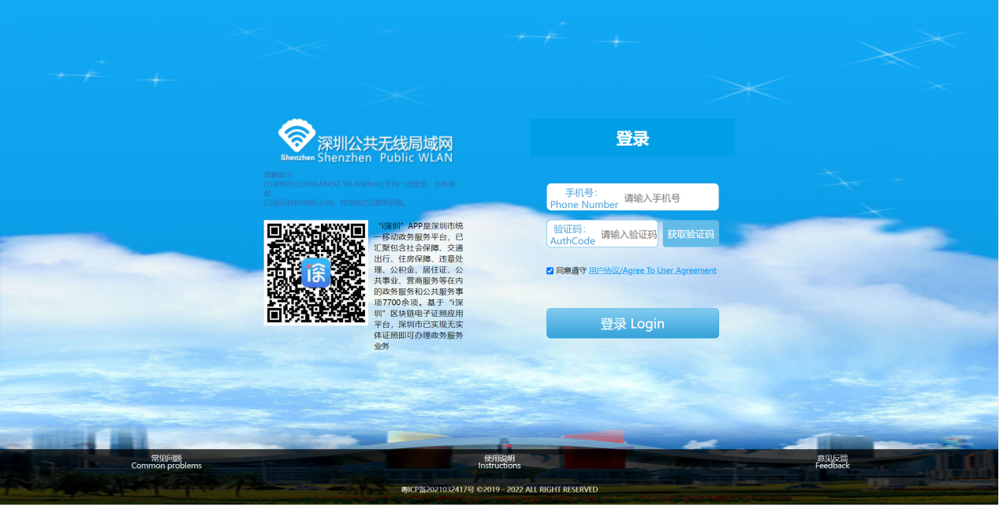 深圳公共无线局域网
Shenzhen Shenzhen Public WLAN
温馨提示
(1)深圳市公共WLAN(SZ-WLAN(free))支持一次登录、全市漫
游。
(2)验证码有效期5分钟，有效期过后重新获取。
“i深圳”APP是深圳市统
一移动政务服务平台，已
汇聚包含社会保障、交通
出行、住房保障、违章处
理、公积金、居住证、公
共事业、营商服务等在内
的政务服务和公共服务事
项7700余项。基于“i深
圳”区块链电子证照应用
平台，深圳市已实现无实
体证照即可办理政务服务
业务
i深
登录
手机号：
Phone Number
请输入手机号
验证码：
AuthCode
请输入验证码
获取验证码
同意遵守 用户协议/Agree To User Agreement
登录 Login
常见问题
Common problems
使用说明
Instructions
意见反馈
Feedback
粤ICP备2021032417号 ©2019 - 2022 ALL RIGHT RESERVED